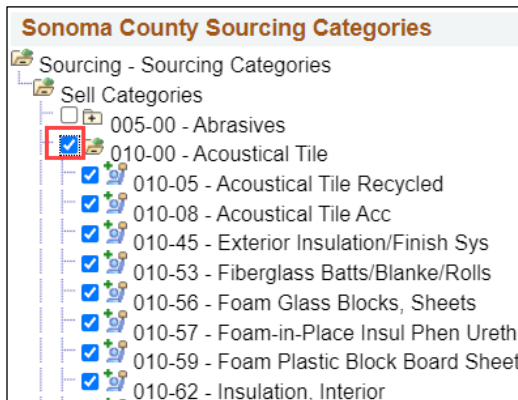 Sonoma County Sourcing Categories
Sourcing - Sourcing Categories
Sell Categories
005-00 - Abrasives
010-00 - Acoustical Tile
010-05 - Acoustical Tile Recycled
010-08 - Acoustical Tile Acc
010-45 - Exterior Insulation/Finish Sys
010-53 - Fiberglass Batts/Blanke/Rolls
010-56 - Foam Glass Blocks, Sheets
010-57 - Foam-in-Place Insul Phen Ureth
010-59 - Foam Plastic Block Board Sheet
010-62 - Insulation, Interior